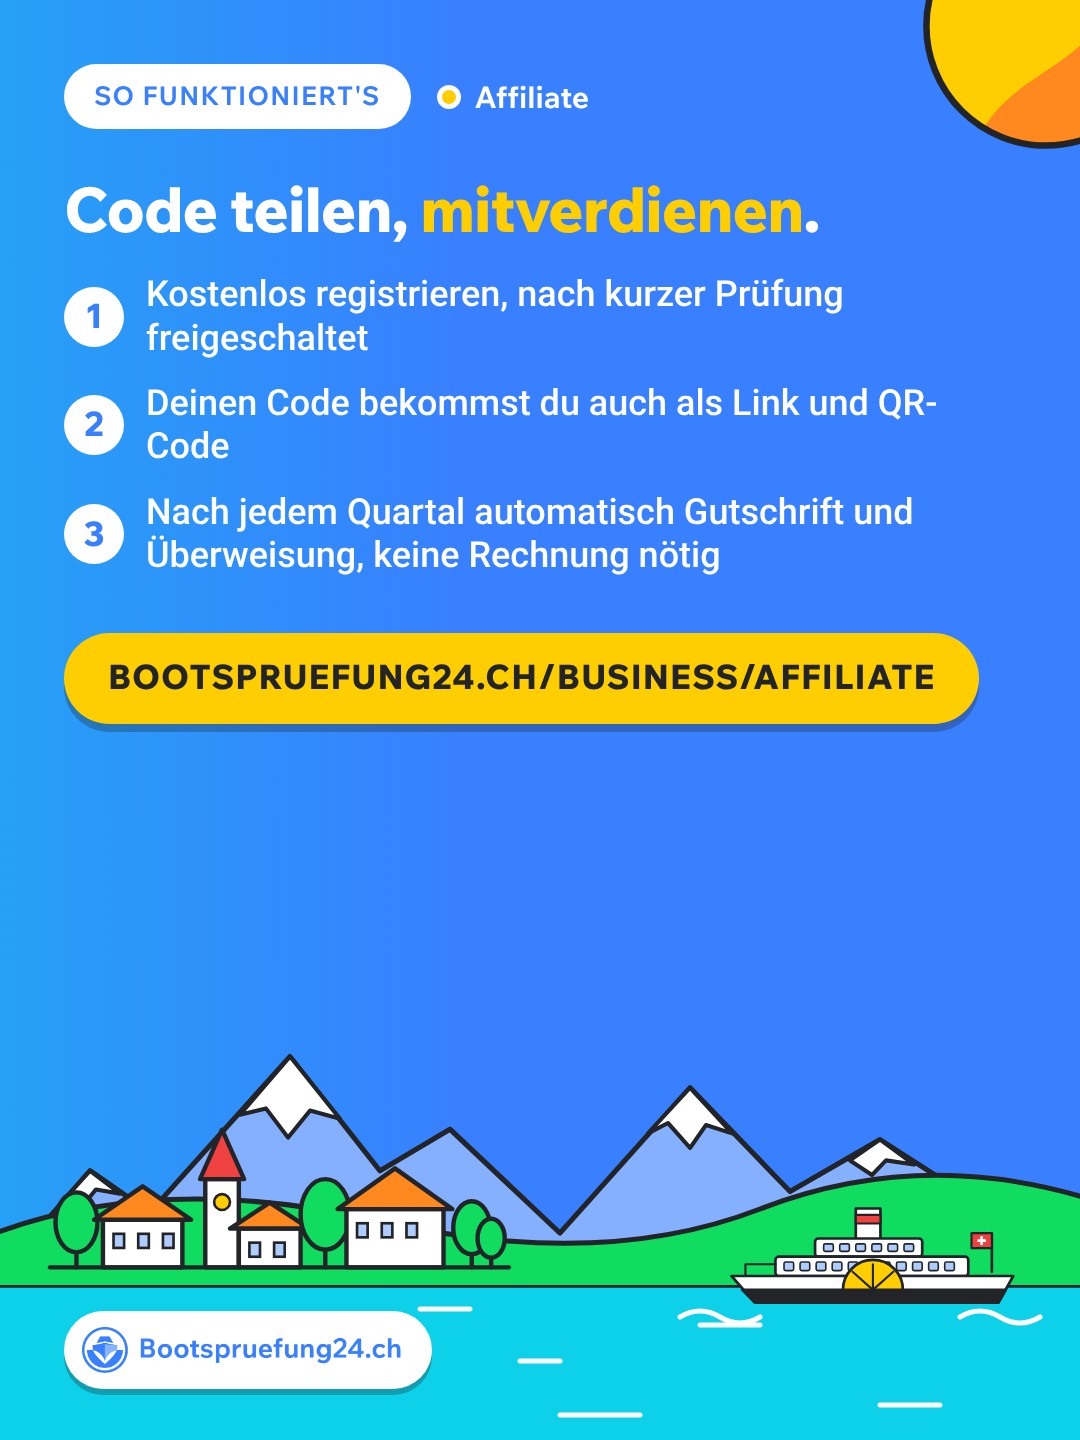 SO FUNKTIONIERT'S
Affiliate
Code teilen, mitverdienen.
1
Kostenlos registrieren, nach kurzer Prüfung
freigeschaltet
2
Deinen Code bekommst du auch als Link und QR-
Code
3
Nach jedem Quartal automatisch Gutschrift und
Überweisung, keine Rechnung nötig
BOOTSPRUEFUNG24.CH/BUSINESS/AFFILIATE
Bootspruefung24.ch